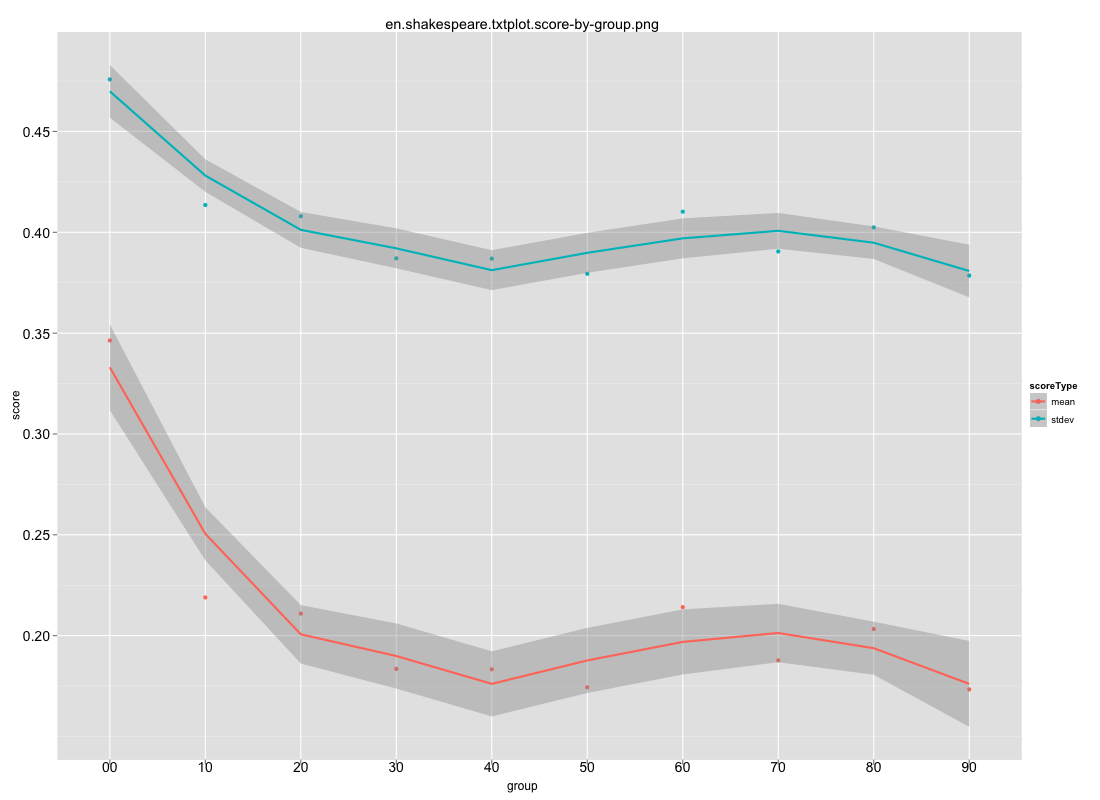 en.shakespeare.txtplot.score-by-group.png
0.45
0.40
0.35
0.30
0.25
0.20
score
00 10 20 30 40 50 60 70 80 90
group
scoreType
mean
stdev